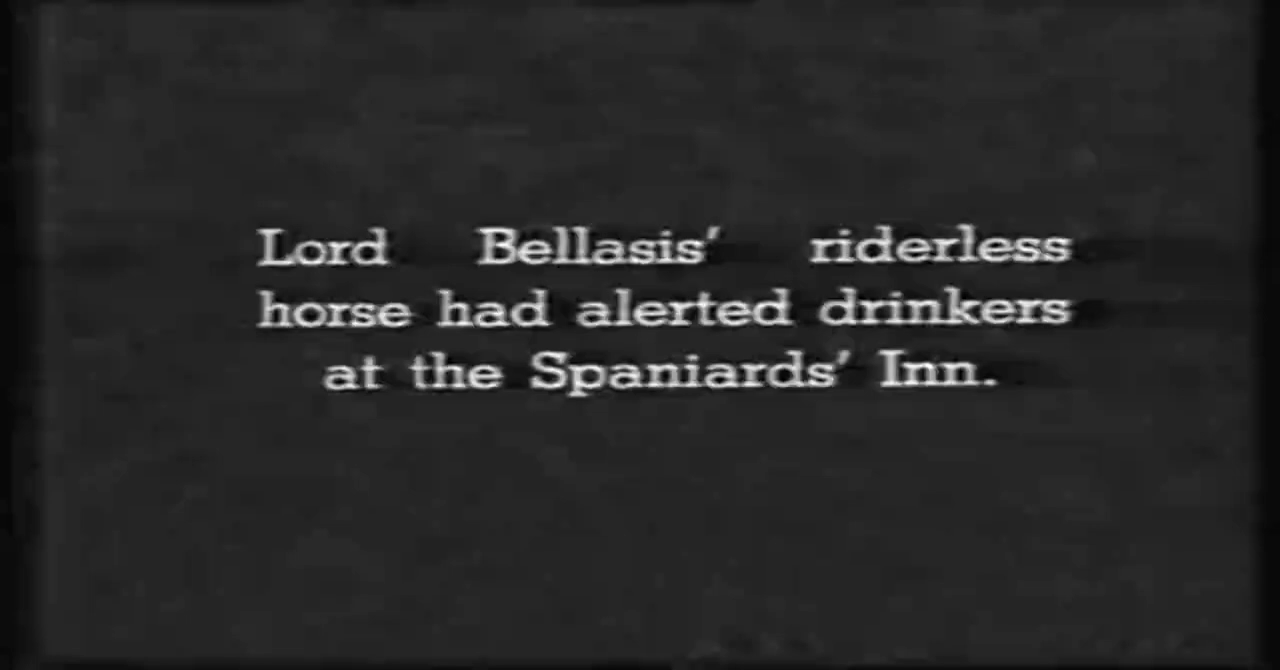 Lord Bellasis' riderless
horse had alerted drinkers
at the Spaniards' Inn.